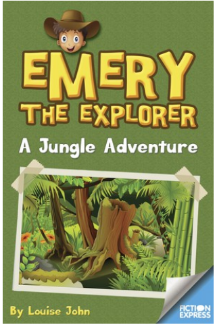 EMERY
THE EXPLORER
A Jungle Adventure
By Louise John
FICTION
EXPRESS